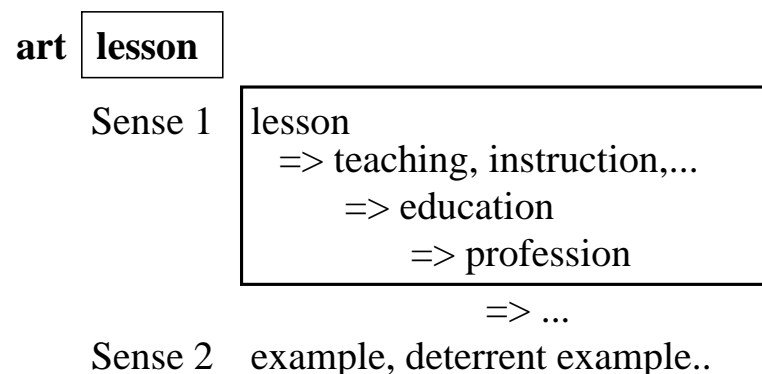 art lesson
Sense 1 lesson
=> teaching, instruction,...
=> education
=> profession
=> ...
Sense 2 example, deterrent example..